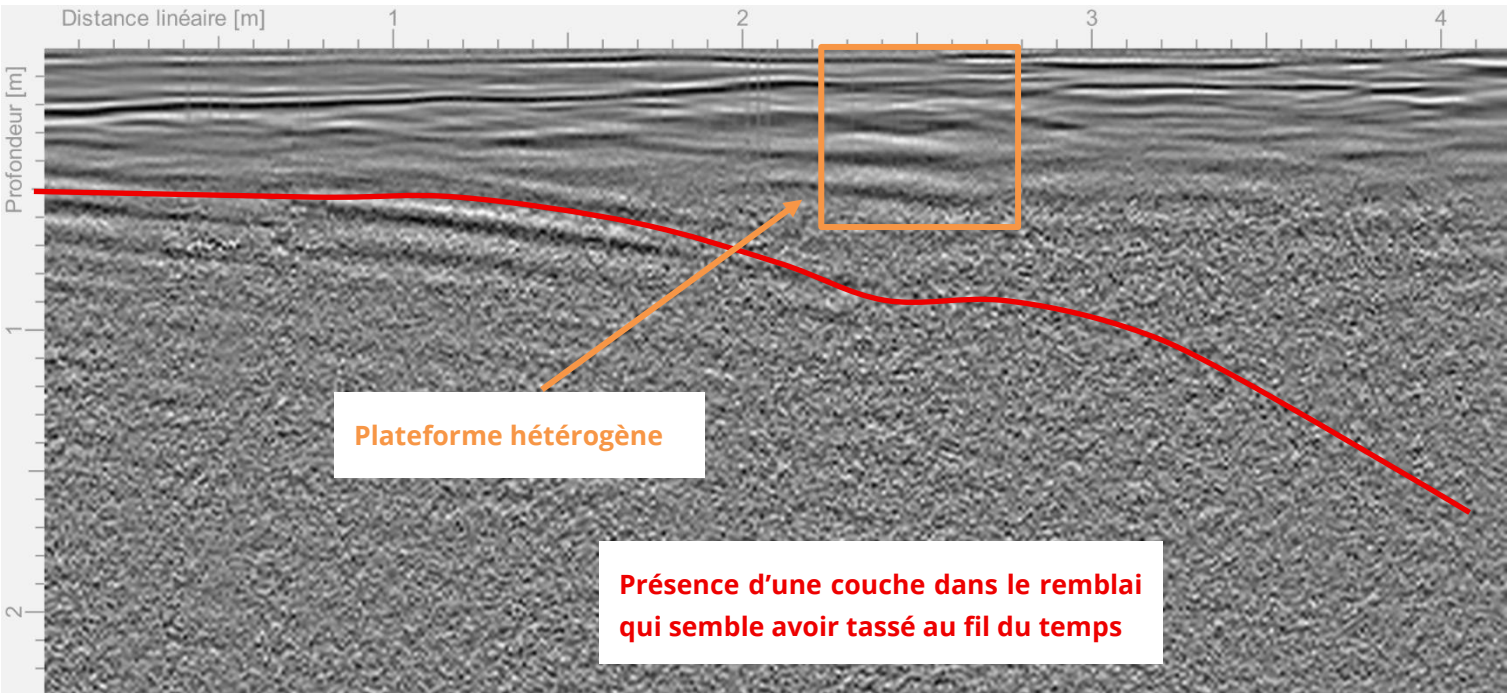 Distance linéaire [m]
1
2
3
4
Profondeur [m]
1
2
Plateforme hétérogène
Présence d’une couche dans le remblai
qui semble avoir tassé au fil du temps